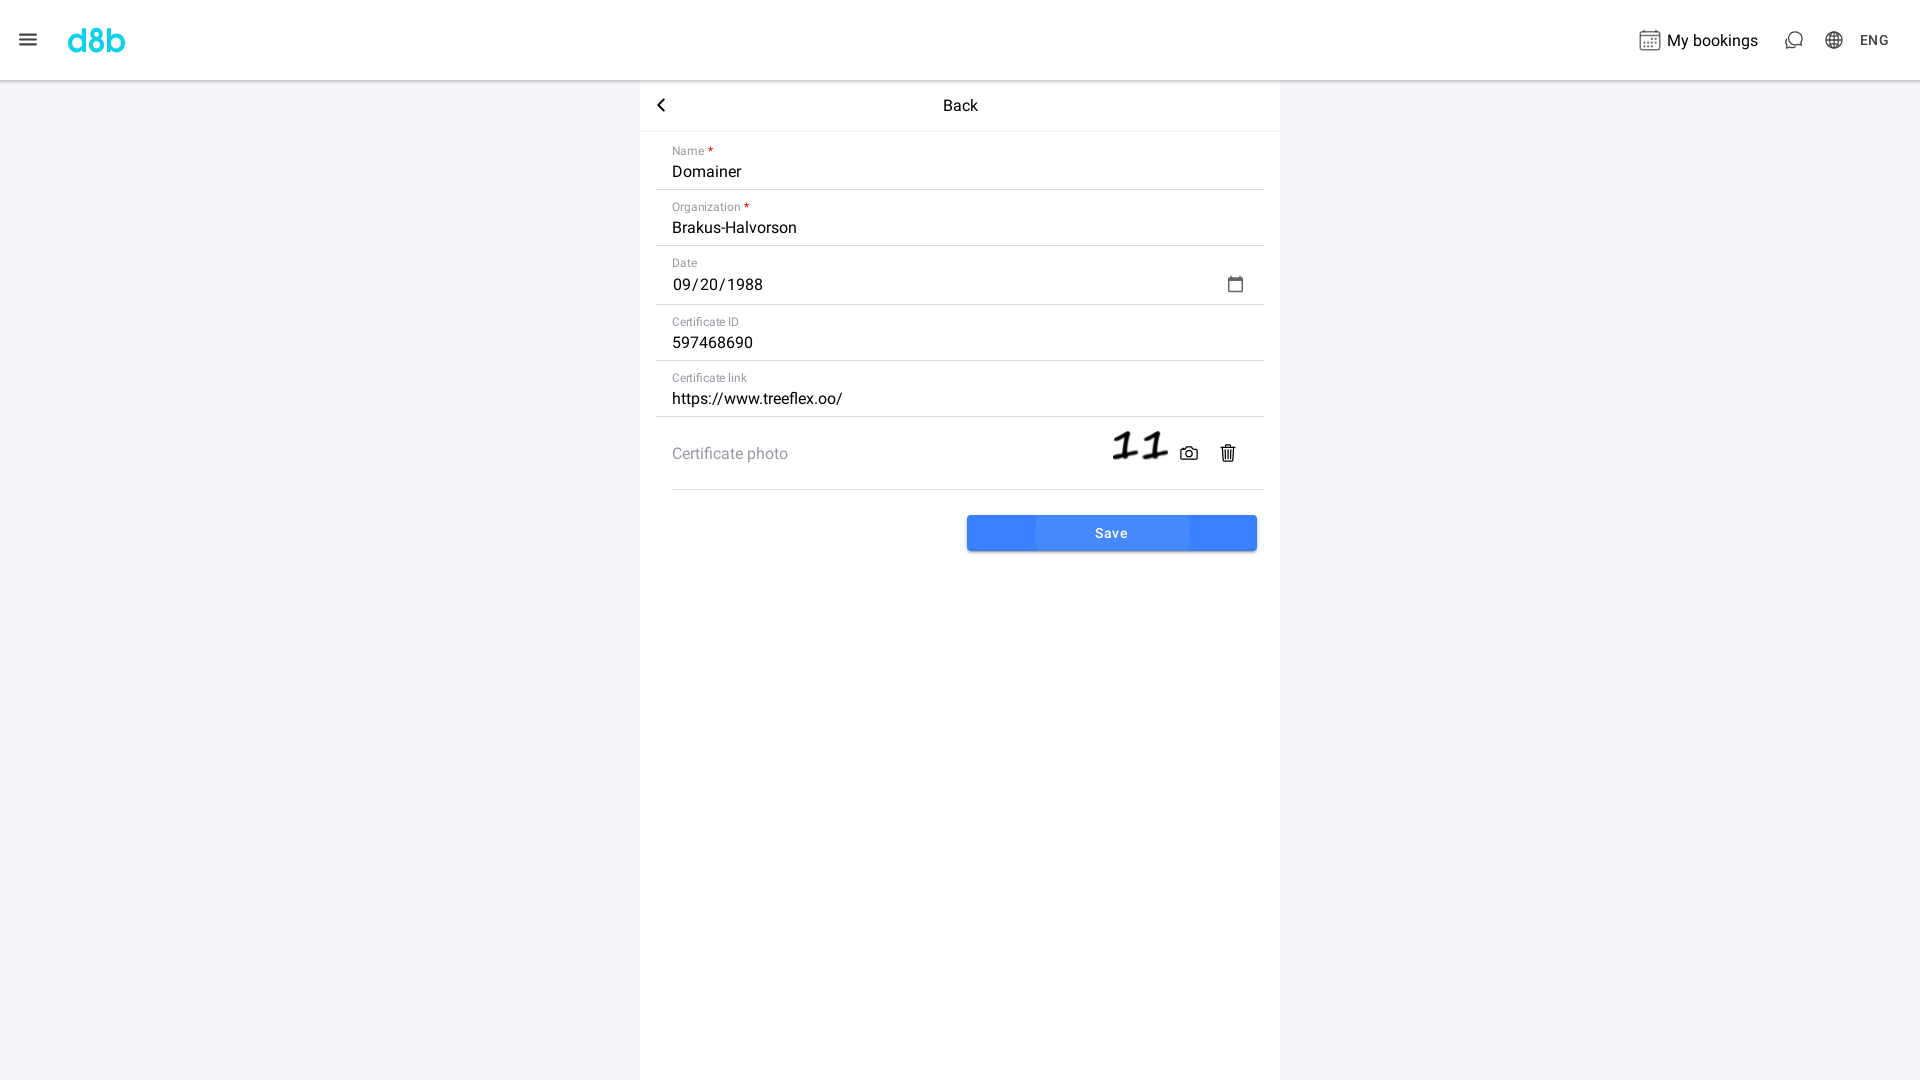 d8b
My bookings
ENG
Back
Name *
Domainer
Organization *
Brakus-Halvorson
Date
09/20/1988
Certificate ID
597468690
Certificate link
https://www.treeflex.oo/
Certificate photo
11
Save